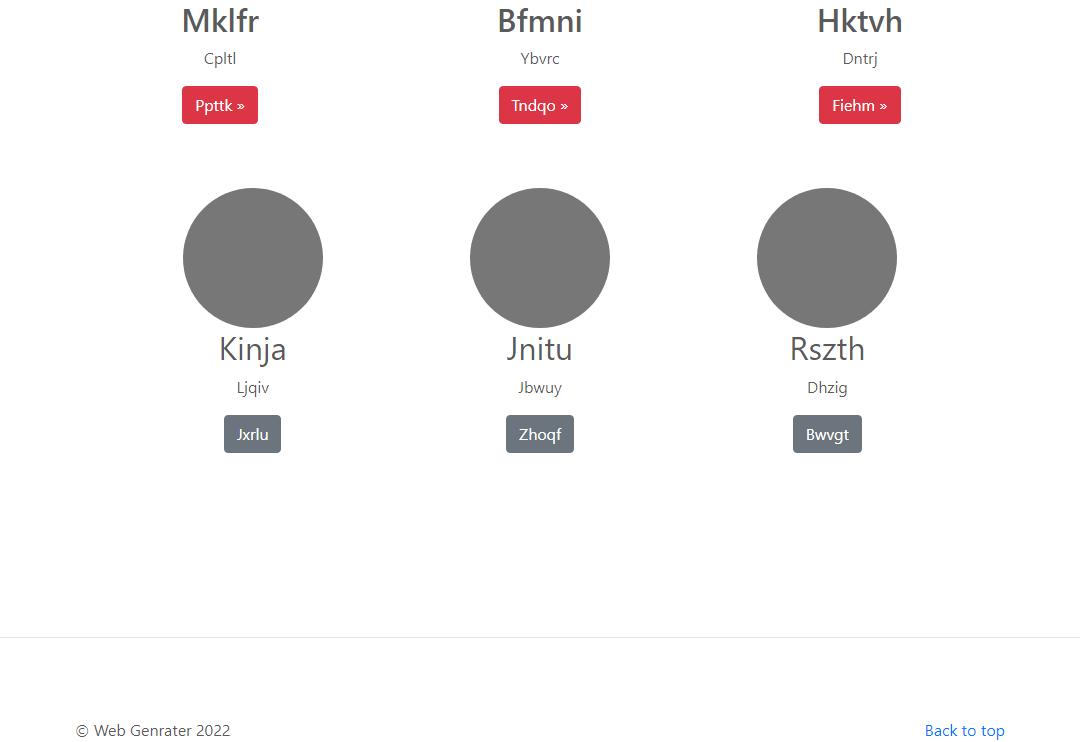 Mklfr Bfmni Hktvh
Cpltl Ybvrc Dntrj
Ppttk » Tndqo » Fiehm »
Kinja Jnitu Rszth
Ljqiv Jbwuy Dhzig
Jxrlu Zhoqf Bwvgt
© Web Genrater 2022 Back to top